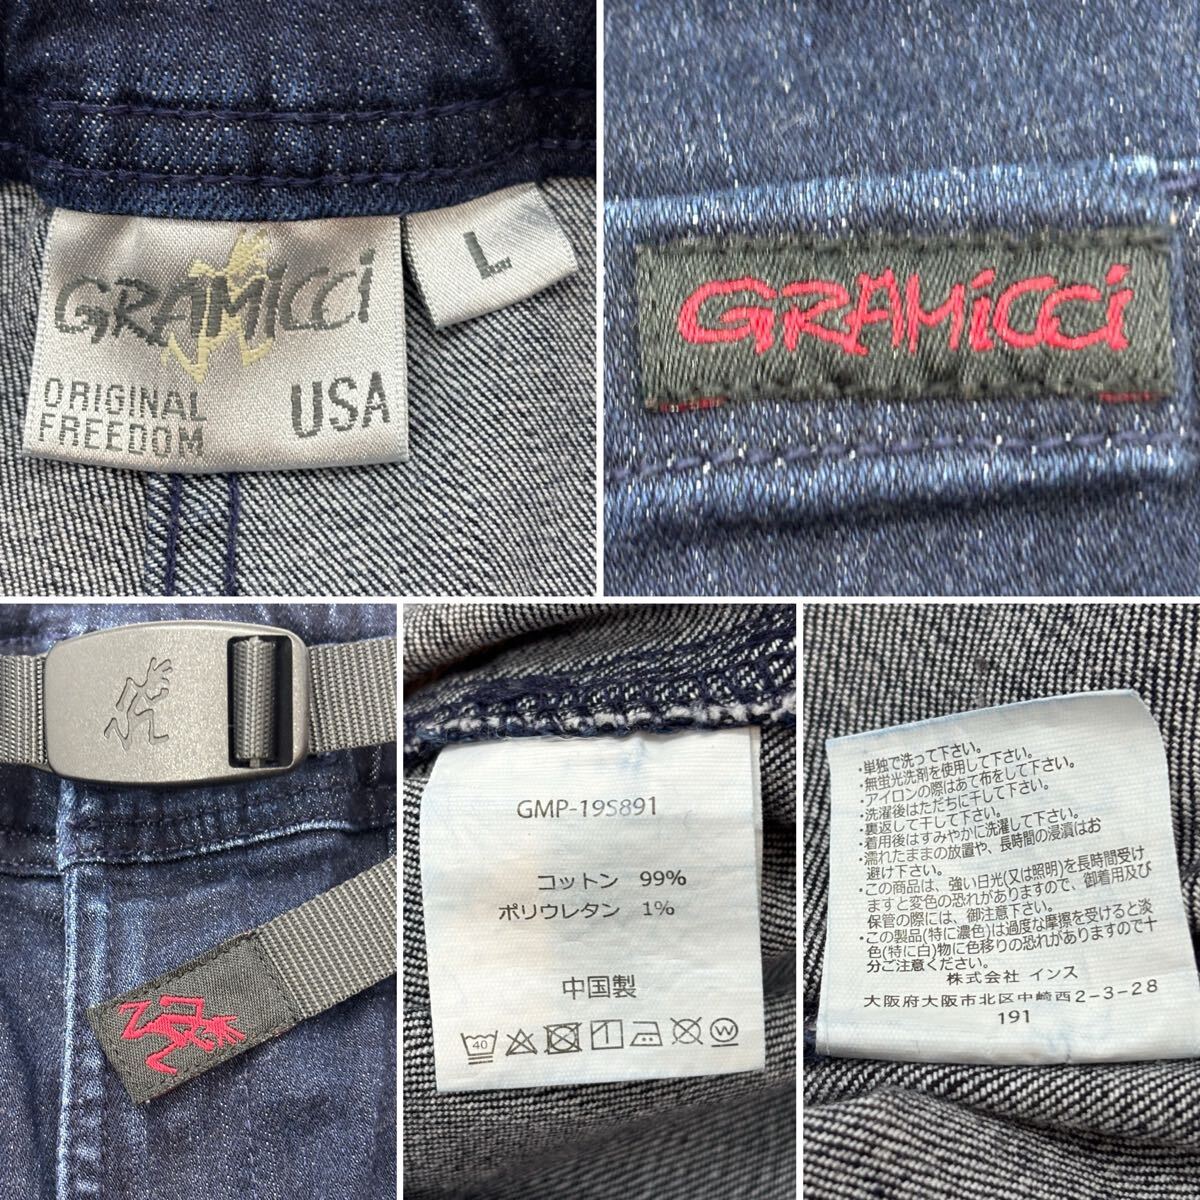 GRAMiCCi
ORIGINAL
FREEDOM
USA
L
GRAMiCCi
GMP-19S891
コットン 99%
ポリウレタン 1%
中国製
40
W
・単独で洗って下さい。
・無蛍光洗剤を使用して下さい。
・アイロンの際はあて布をして下さい。
・洗濯後はただちに干して下さい。
・裏返して干して下さい。
・着用後はすみやかに洗濯して下さい。
・濡れたままの放置や、長時間の浸漬はお
避け下さい。
・この商品は、強い日光(又は照明)を長時間受け
ますと変色の恐れがありますので、御着用及び
保管の際には、御注意下さい。
・この製品(特に濃色)は過度な摩擦を受けると淡
色(特に白)物に色移りの恐れがありますので十
分ご注意ください。
株式会社 インス
大阪府大阪市北区中崎西2-3-28
191